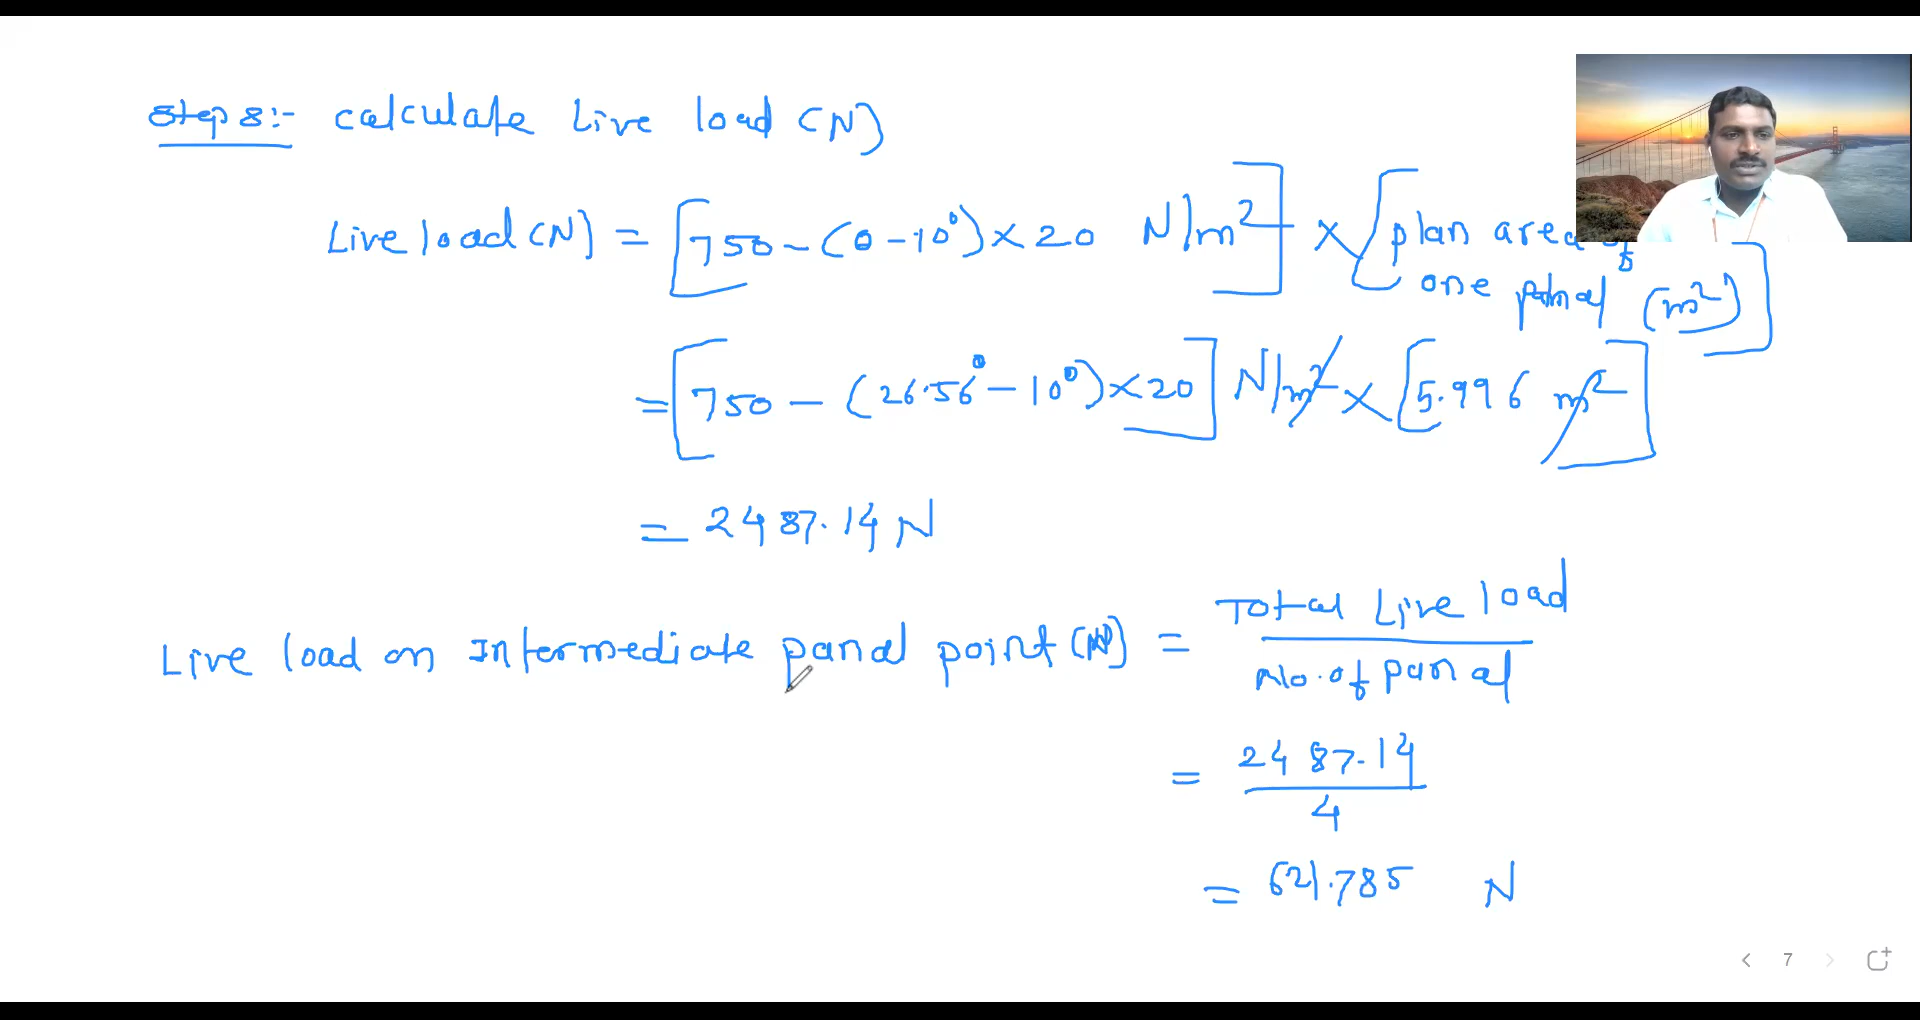 Step 8:- Calculate Live load (N)
Live load (N) = [750 - (θ - 10°) × 20 N/m²] × [plan area of
one panel (m²)]
= [750 - (26.56° - 10°) × 20] N/m² × [5.996 m²]
= 2487.14 N
Live load on Intermediate panel point (N) = Total Live load
No. of panel
= 2487.14
4
= 621.785 N
7